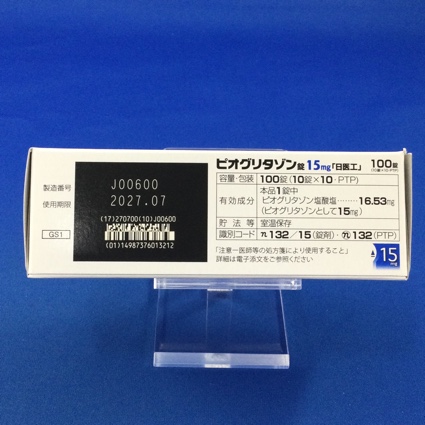 製造番号 J00600
使用期限 2027.07
(17)270700(10)J00600
GS1
(01)14987376013212
ピオグリタゾン錠15mg「日医工」 100錠
(10錠×10・PTP)
容量・包装 100錠(10錠×10・PTP)
本品1錠中
有効成分 ピオグリタゾン塩酸塩……16.53mg
(ピオグリタゾンとして15mg)
貯法等 室温保存
識別コード n132/15(錠剤)・n132(PTP)
「注意－医師等の処方箋により使用すること」
詳細は電子添文をご参照ください。
15
mg